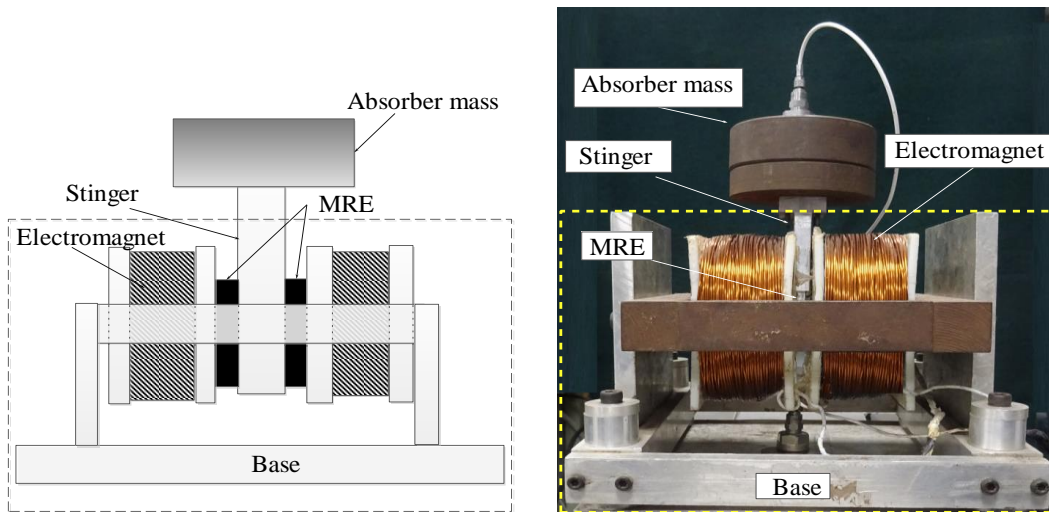 Absorber mass
Stinger
MRE
Electromagnet
Base
Absorber mass
Electromagnet
Stinger
MRE
Base